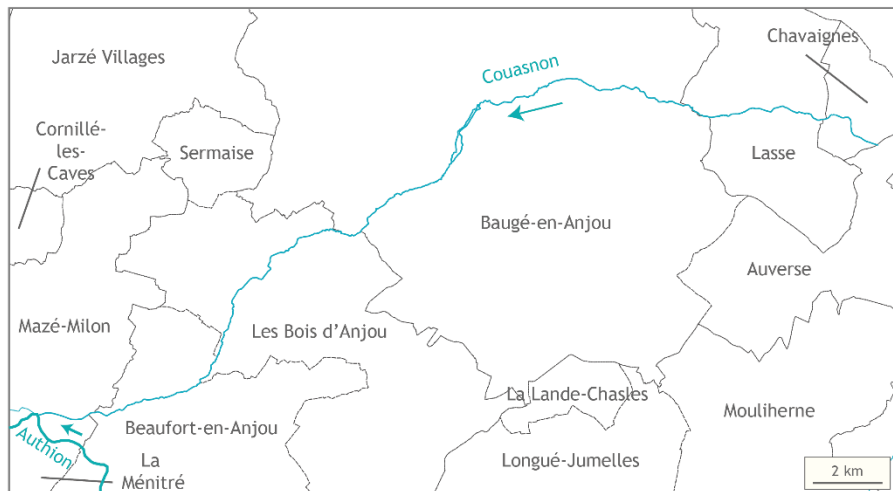 Chavaignes
Jarzé Villages
Couasnon
Cornillé-
les-
Caves
Sermaise
Lasse
Baugé-en-Anjou
Auverse
Mazé-Milon
Les Bois d'Anjou
La Lande-Chasles
Mouliherne
Beaufort-en-Anjou
Authion
La
Ménitré
Longué-Jumelles
2 km